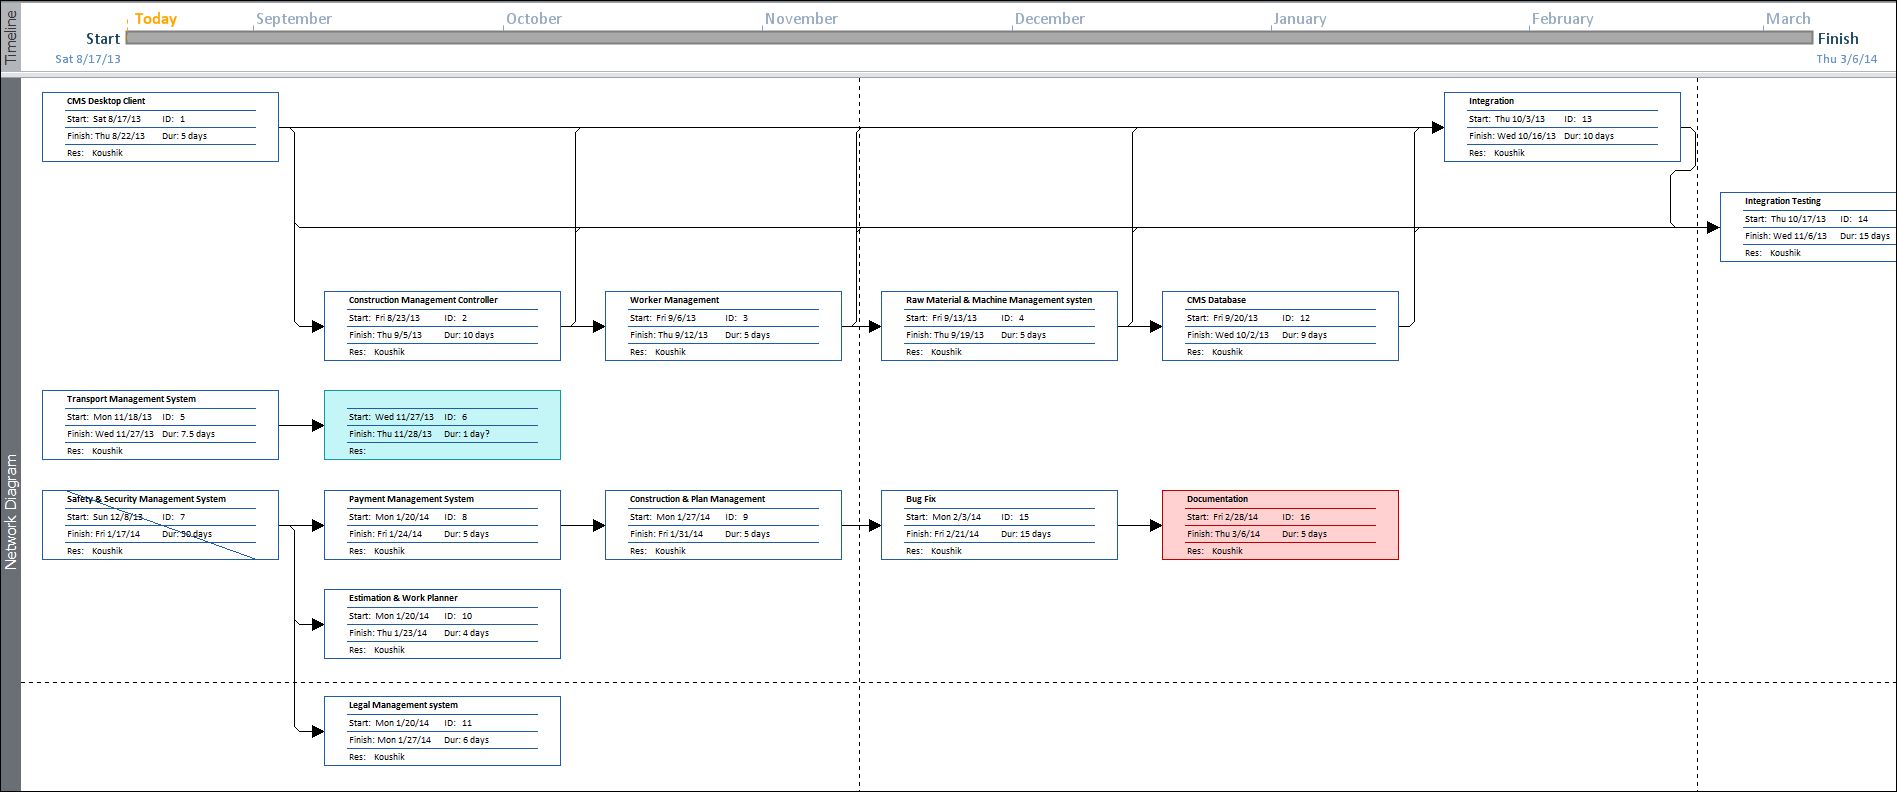 Timeline
Today
September
October
November
December
January
February
March
Start
Finish
Sat 8/17/13
Thu 3/6/14
Network Diagram
CMS Desktop Client
Start: Sat 8/17/13 ID: 1
Finish: Thu 8/22/13 Dur: 5 days
Res: Koushik
Integration
Start: Thu 10/3/13 ID: 13
Finish: Wed 10/16/13 Dur: 10 days
Res: Koushik
Integration Testing
Start: Thu 10/17/13 ID: 14
Finish: Wed 11/6/13 Dur: 15 days
Res: Koushik
Construction Management Controller
Start: Fri 8/23/13 ID: 2
Finish: Thu 9/5/13 Dur: 10 days
Res: Koushik
Worker Management
Start: Fri 9/6/13 ID: 3
Finish: Thu 9/12/13 Dur: 5 days
Res: Koushik
Raw Material & Machine Management systen
Start: Fri 9/13/13 ID: 4
Finish: Thu 9/19/13 Dur: 5 days
Res: Koushik
CMS Database
Start: Fri 9/20/13 ID: 12
Finish: Wed 10/2/13 Dur: 9 days
Res: Koushik
Transport Management System
Start: Mon 11/18/13 ID: 5
Finish: Wed 11/27/13 Dur: 7.5 days
Res: Koushik
Start: Wed 11/27/13 ID: 6
Finish: Thu 11/28/13 Dur: 1 day?
Res:
Safety & Security Management System
Start: Sun 12/8/13 ID: 7
Finish: Fri 1/17/14 Dur: 30 days
Res: Koushik
Payment Management System
Start: Mon 1/20/14 ID: 8
Finish: Fri 1/24/14 Dur: 5 days
Res: Koushik
Construction & Plan Management
Start: Mon 1/27/14 ID: 9
Finish: Fri 1/31/14 Dur: 5 days
Res: Koushik
Bug Fix
Start: Mon 2/3/14 ID: 15
Finish: Fri 2/21/14 Dur: 15 days
Res: Koushik
Documentation
Start: Fri 2/28/14 ID: 16
Finish: Thu 3/6/14 Dur: 5 days
Res: Koushik
Estimation & Work Planner
Start: Mon 1/20/14 ID: 10
Finish: Thu 1/23/14 Dur: 4 days
Res: Koushik
Legal Management system
Start: Mon 1/20/14 ID: 11
Finish: Mon 1/27/14 Dur: 6 days
Res: Koushik